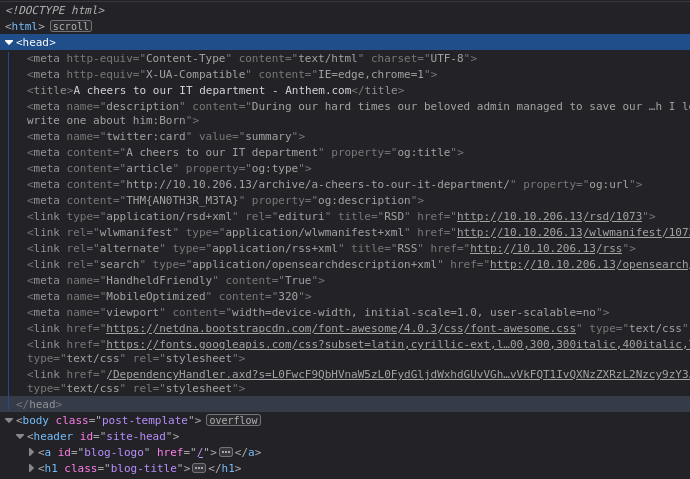 <!DOCTYPE html>
<html> scroll
<head>
<meta http-equiv="Content-Type" content="text/html" charset="UTF-8">
<meta http-equiv="X-UA-Compatible" content="IE=edge,chrome=1">
<title>A cheers to our IT department - Anthem.com</title>
<meta name="description" content="During our hard times our beloved admin managed to save our …h I l
write one about him:Born">
<meta name="twitter:card" value="summary">
<meta content="A cheers to our IT department" property="og:title">
<meta content="article" property="og:type">
<meta content="http://10.10.206.13/archive/a-cheers-to-our-it-department/" property="og:url">
<meta content="THM{AN0TH3R_M3TA}" property="og:description">
<link type="application/rsd+xml" rel="edituri" title="RSD" href="http://10.10.206.13/rsd/1073">
<link rel="wlwmanifest" type="application/wlwmanifest+xml" href="http://10.10.206.13/wlwmanifest/107
<link rel="alternate" type="application/rss+xml" title="RSS" href="http://10.10.206.13/rss">
<link rel="search" type="application/opensearchdescription+xml" href="http://10.10.206.13/opensearch/
<meta name="HandheldFriendly" content="True">
<meta name="MobileOptimized" content="320">
<meta name="viewport" content="width=device-width, initial-scale=1.0, user-scalable=no">
<link href="https://netdna.bootstrapcdn.com/font-awesome/4.0.3/css/font-awesome.css" type="text/css"
<link href="https://fonts.googleapis.com/css?subset=latin,cyrillic-ext,l…00,300,300italic,400italic,
type="text/css" rel="stylesheet">
<link href="/DependencyHandler.axd?s=L0FwcF9QbHVnaW5zL0FydGljdWxhdGUvVGh…vVkFQT1IvQXNzZXRzL2Nzcy9zY3
type="text/css" rel="stylesheet">
</head>
<body class="post-template"> overflow
<header id="site-head">
<a id="blog-logo" href="/"> … </a>
<h1 class="blog-title"> … </h1>